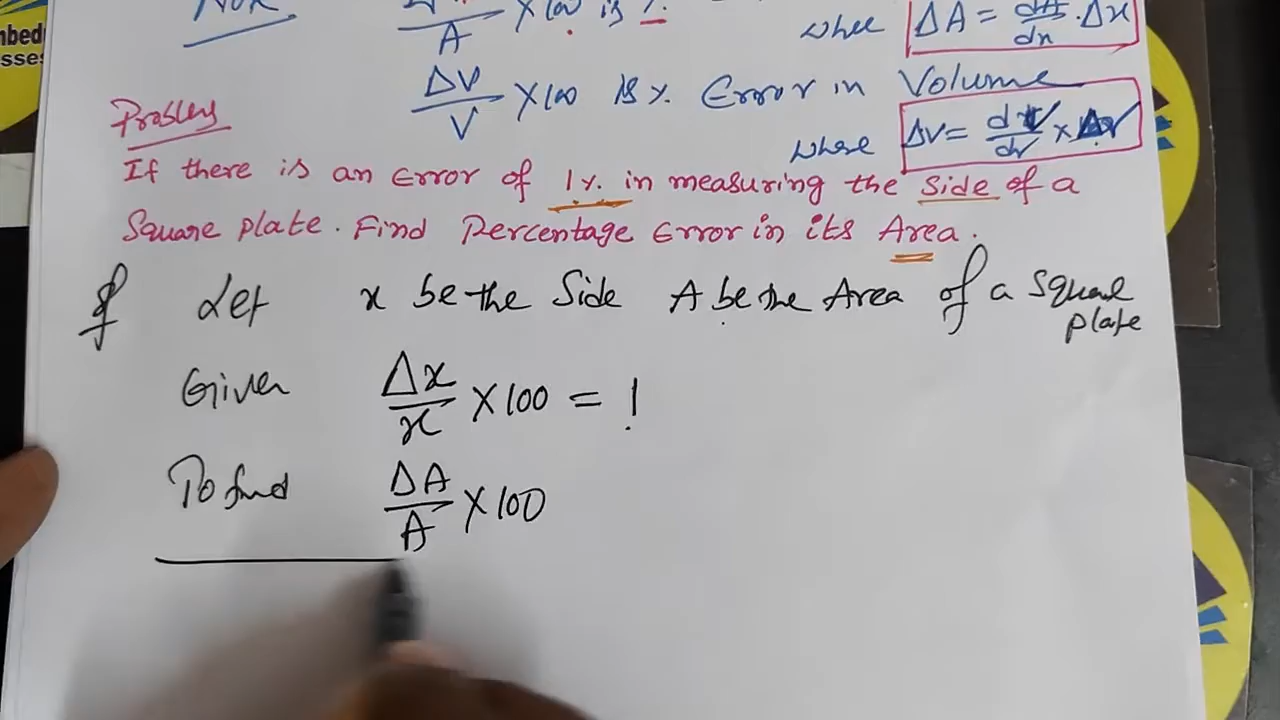 ΔA/A × 100 is %. where ΔA = dA/dx · Δx
ΔV/V × 100 is %. Error in Volume
where ΔV = dV/dr ×
Problem
If there is an error of 1%. in measuring the side of a
Square plate. Find Percentage Error in its Area.
Let x be the Side A be the Area of a Square
plate
Given Δx/x × 100 = 1
To find ΔA/A × 100